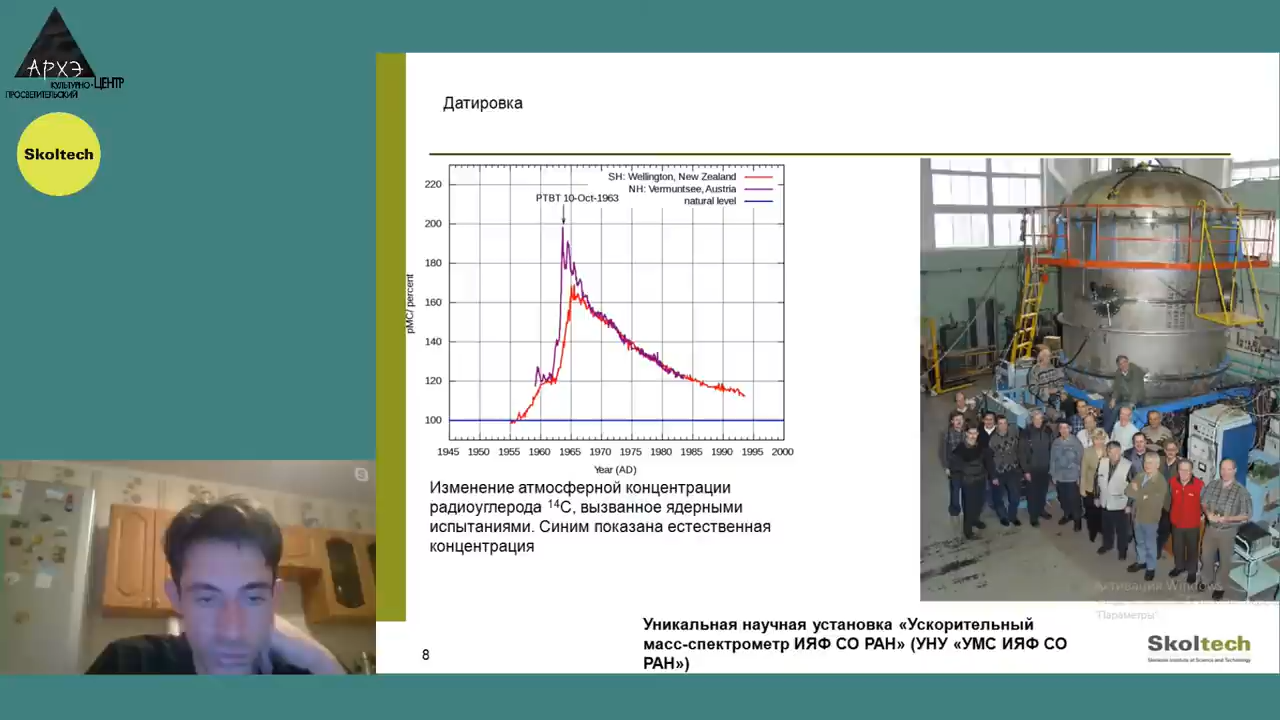 АРХЭ
КУЛЬТУРНО-ЦЕНТР
ПРОСВЕТИТЕЛЬСКИЙ
Skoltech
Датировка
SH: Wellington, New Zealand
NH: Vermuntsee, Austria
natural level
PTBT 10-Oct-1963
220
200
180
160
140
120
100
pMC/ percent
1945 1950 1955 1960 1965 1970 1975 1980 1985 1990 1995 2000
Year (AD)
Изменение атмосферной концентрации
радиоуглерода ¹⁴C, вызванное ядерными
испытаниями. Синим показана естественная
концентрация
Активация Windows
"Параметры"
Уникальная научная установка «Ускорительный
масс-спектрометр ИЯФ СО РАН» (УНУ «УМС ИЯФ СО
РАН»)
8
Skoltech
Skolkovo Institute of Science and Technology